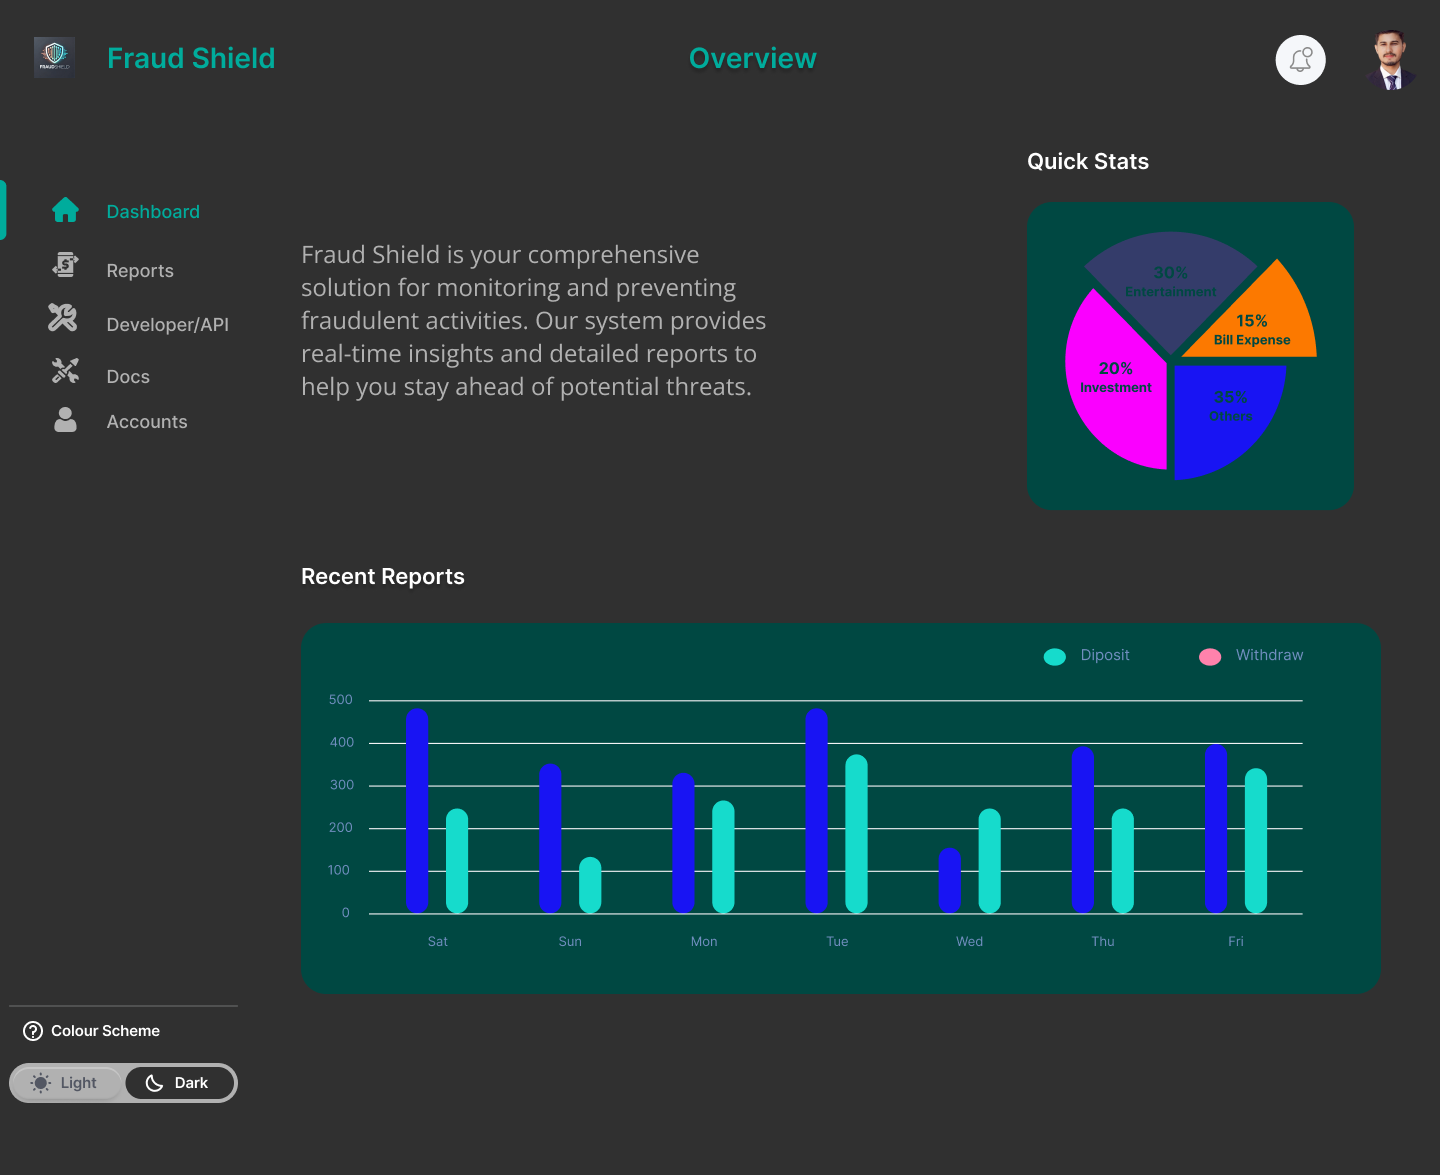 FRAUDSHIELD
Fraud Shield
Overview
Quick Stats
Dashboard
Reports
Developer/API
Docs
Accounts
Fraud Shield is your comprehensive
solution for monitoring and preventing
fraudulent activities. Our system provides
real-time insights and detailed reports to
help you stay ahead of potential threats.
30%
Entertainment
15%
Bill Expense
20%
Investment
35%
Others
Recent Reports
Diposit
Withdraw
500
400
300
200
100
0
Sat
Sun
Mon
Tue
Wed
Thu
Fri
Colour Scheme
Light
Dark